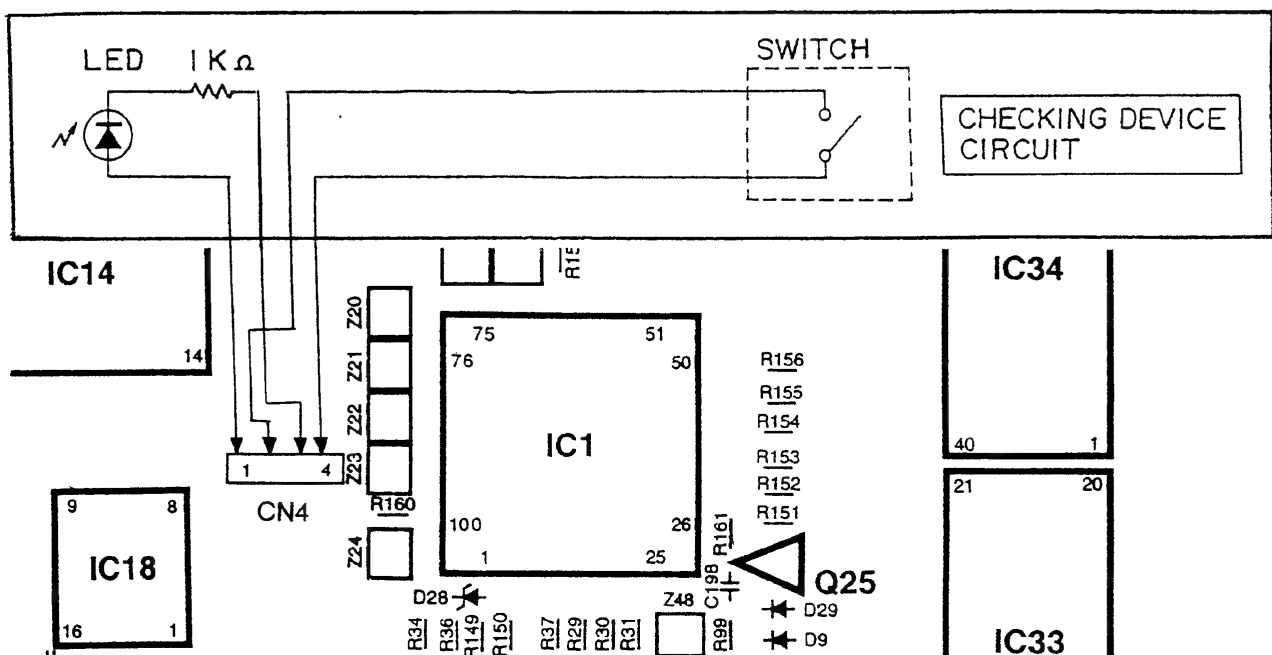 LED 1 K Ω
SWITCH
CHECKING DEVICE
CIRCUIT
IC14
14
IC34
40 1
Z20
Z21
Z22
Z23
Z24
R160
75 51
76 50
IC1
100 26
1 25
R156
R155
R154
R153
R152
R151
R161
C198
Q25
1 4
CN4
9 8
IC18
16 1
21 20
IC33
D28
R34
R36
R149
R150
R37
R29
R30
R31
Z48
R99
D29
D9